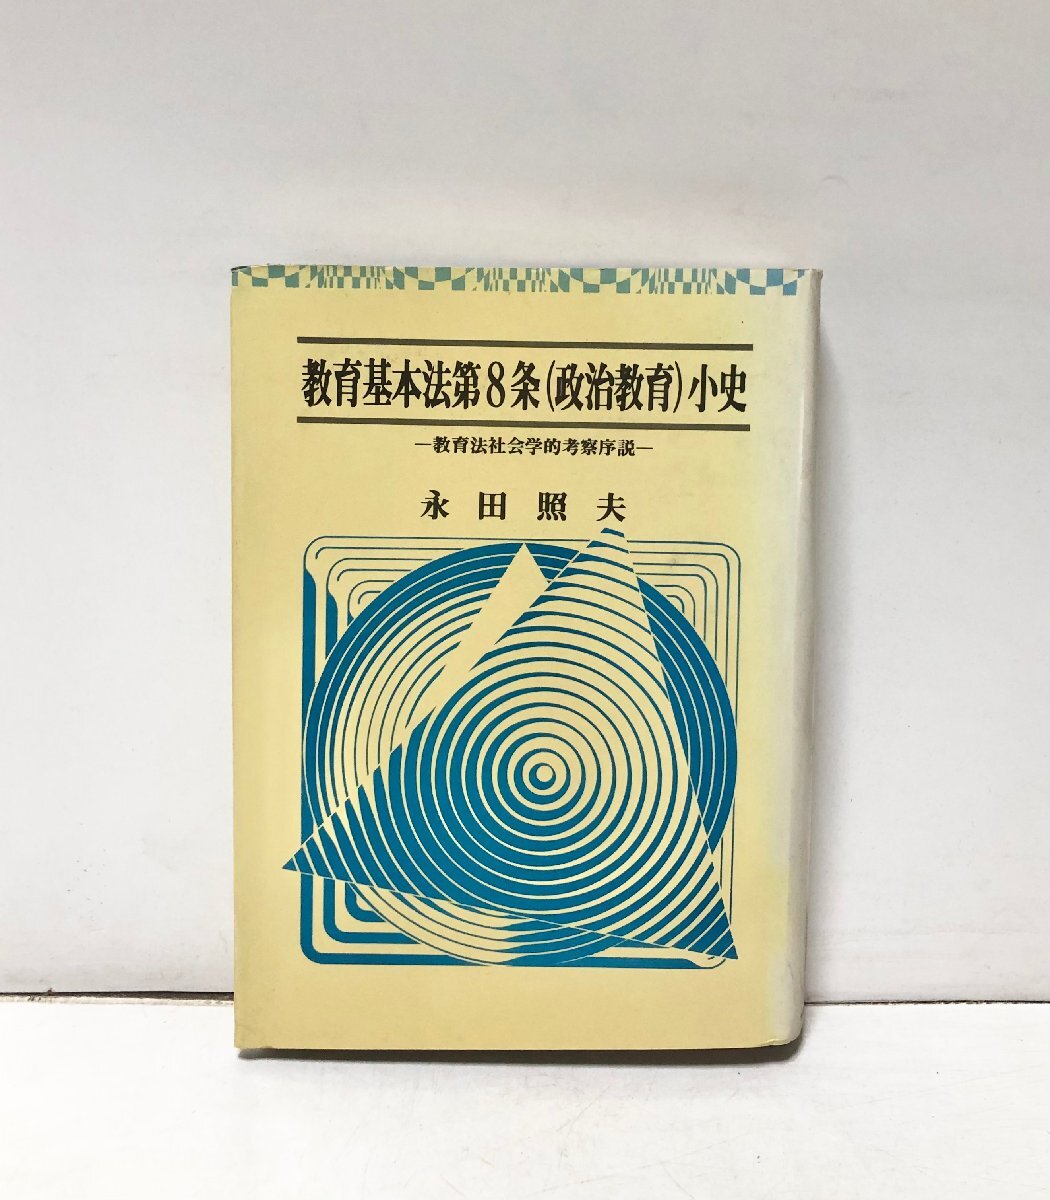 教育基本法第8条(政治教育)小史
―教育法社会学的考察序説―
永田照夫